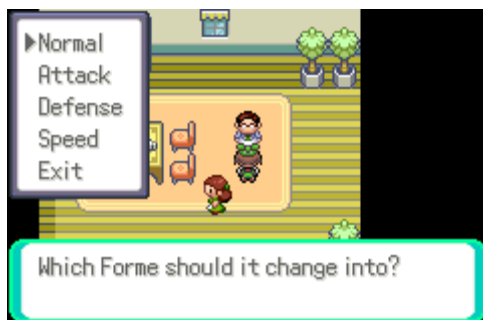 ▶Normal
Attack
Defense
Speed
Exit
Which Forme should it change into?